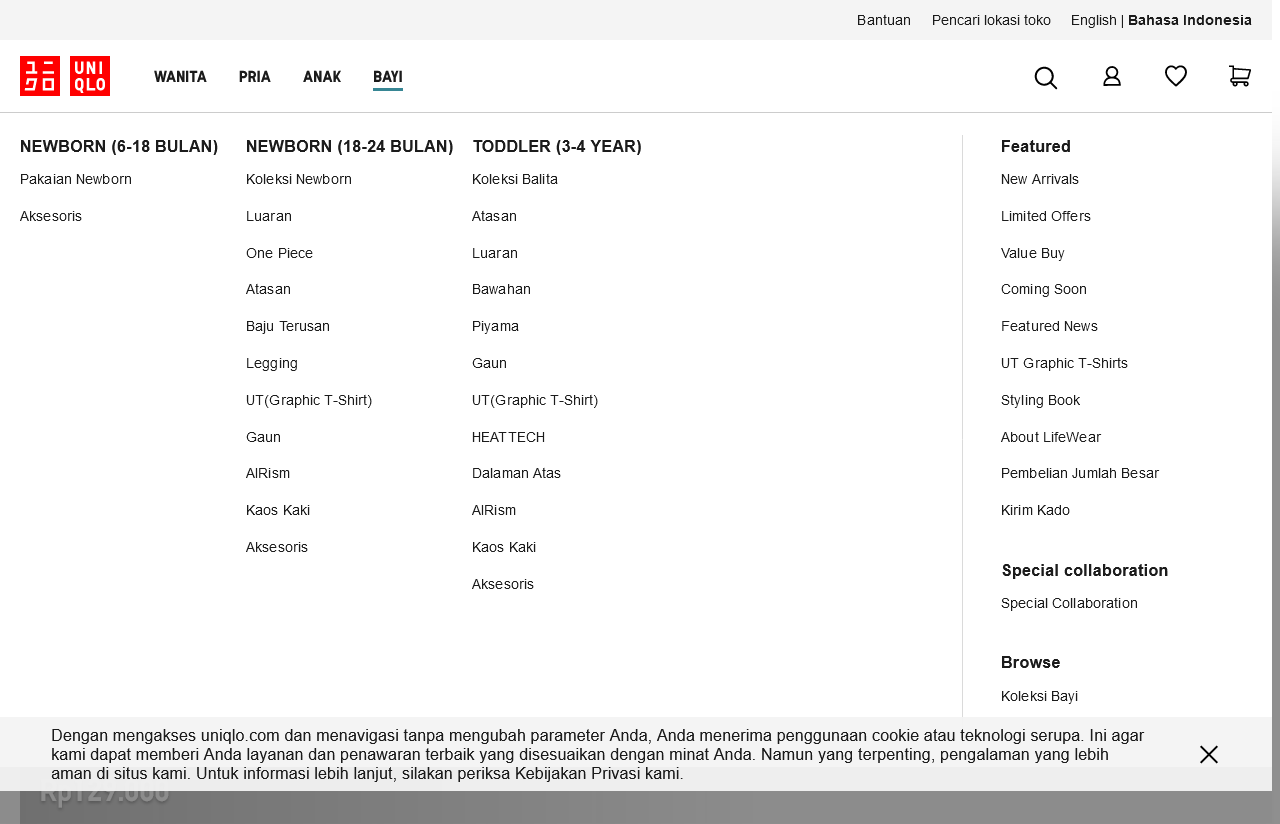 Bantuan Pencari lokasi toko English | Bahasa Indonesia
ユニ UNI
クロ QLO
WANITA PRIA ANAK BAYI
NEWBORN (6-18 BULAN)
Pakaian Newborn
Aksesoris
NEWBORN (18-24 BULAN)
Koleksi Newborn
Luaran
One Piece
Atasan
Baju Terusan
Legging
UT(Graphic T-Shirt)
Gaun
AIRism
Kaos Kaki
Aksesoris
TODDLER (3-4 YEAR)
Koleksi Balita
Atasan
Luaran
Bawahan
Piyama
Gaun
UT(Graphic T-Shirt)
HEATTECH
Dalaman Atas
AIRism
Kaos Kaki
Aksesoris
Featured
New Arrivals
Limited Offers
Value Buy
Coming Soon
Featured News
UT Graphic T-Shirts
Styling Book
About LifeWear
Pembelian Jumlah Besar
Kirim Kado
Special collaboration
Special Collaboration
Browse
Koleksi Bayi
Dengan mengakses uniqlo.com dan menavigasi tanpa mengubah parameter Anda, Anda menerima penggunaan cookie atau teknologi serupa. Ini agar
kami dapat memberi Anda layanan dan penawaran terbaik yang disesuaikan dengan minat Anda. Namun yang terpenting, pengalaman yang lebih
aman di situs kami. Untuk informasi lebih lanjut, silakan periksa Kebijakan Privasi kami.
Rp129.000